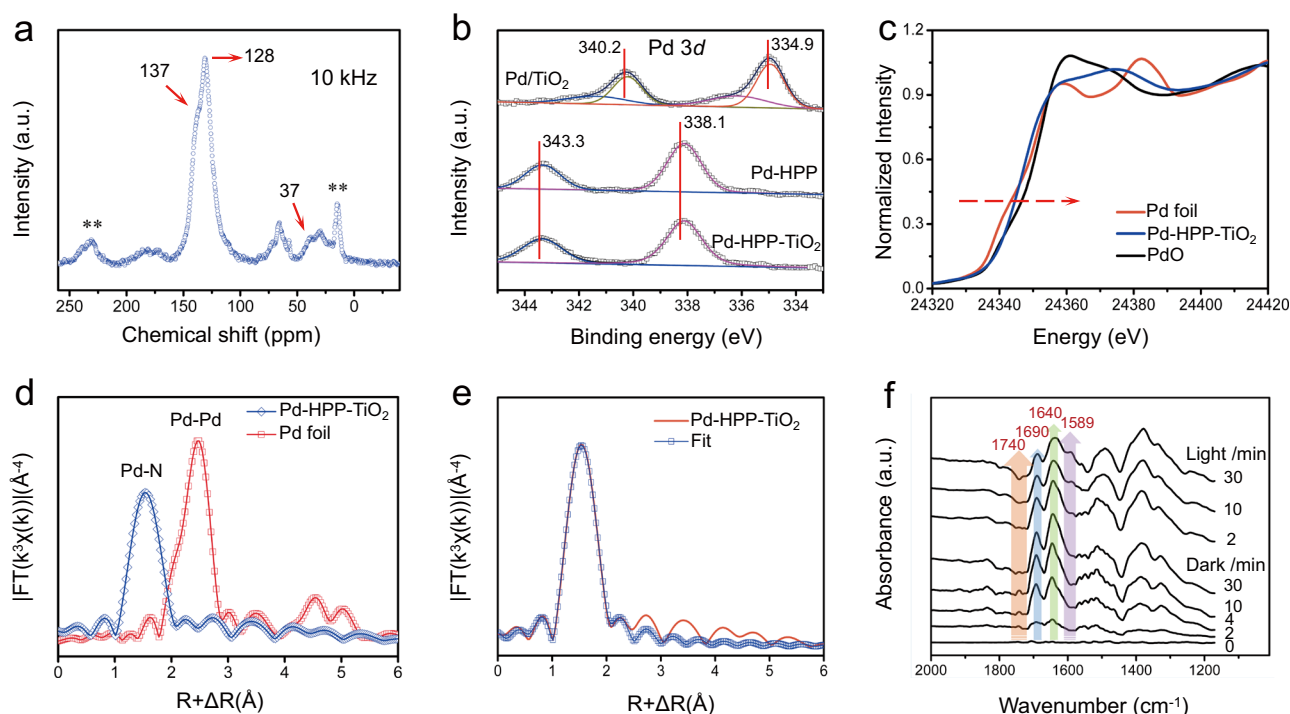 a
137
128
10 kHz
37
**
**
Intensity (a.u.)
250 200 150 100 50 0
Chemical shift (ppm)
b
340.2
Pd 3d
334.9
Pd/TiO₂
343.3
338.1
Pd-HPP
Pd-HPP-TiO₂
Intensity (a.u.)
344 342 340 338 336 334
Binding energy (eV)
c
1.2
0.9
0.6
0.3
0.0
Normalized Intensity
Pd foil
Pd-HPP-TiO₂
PdO
24320 24340 24360 24380 24400 24420
Energy (eV)
d
Pd-HPP-TiO₂
Pd foil
Pd-Pd
Pd-N
|FT(k³χ(k))|(Å⁻⁴)
0 1 2 3 4 5 6
R+ΔR(Å)
e
Pd-HPP-TiO₂
Fit
|FT(k³χ(k))|(Å⁻⁴)
0 1 2 3 4 5 6
R+ΔR(Å)
f
1640
1740 1690 1589
Light /min
30
10
2
Dark /min
30
10
4
2
0
Absorbance (a.u.)
2000 1800 1600 1400 1200
Wavenumber (cm⁻¹)